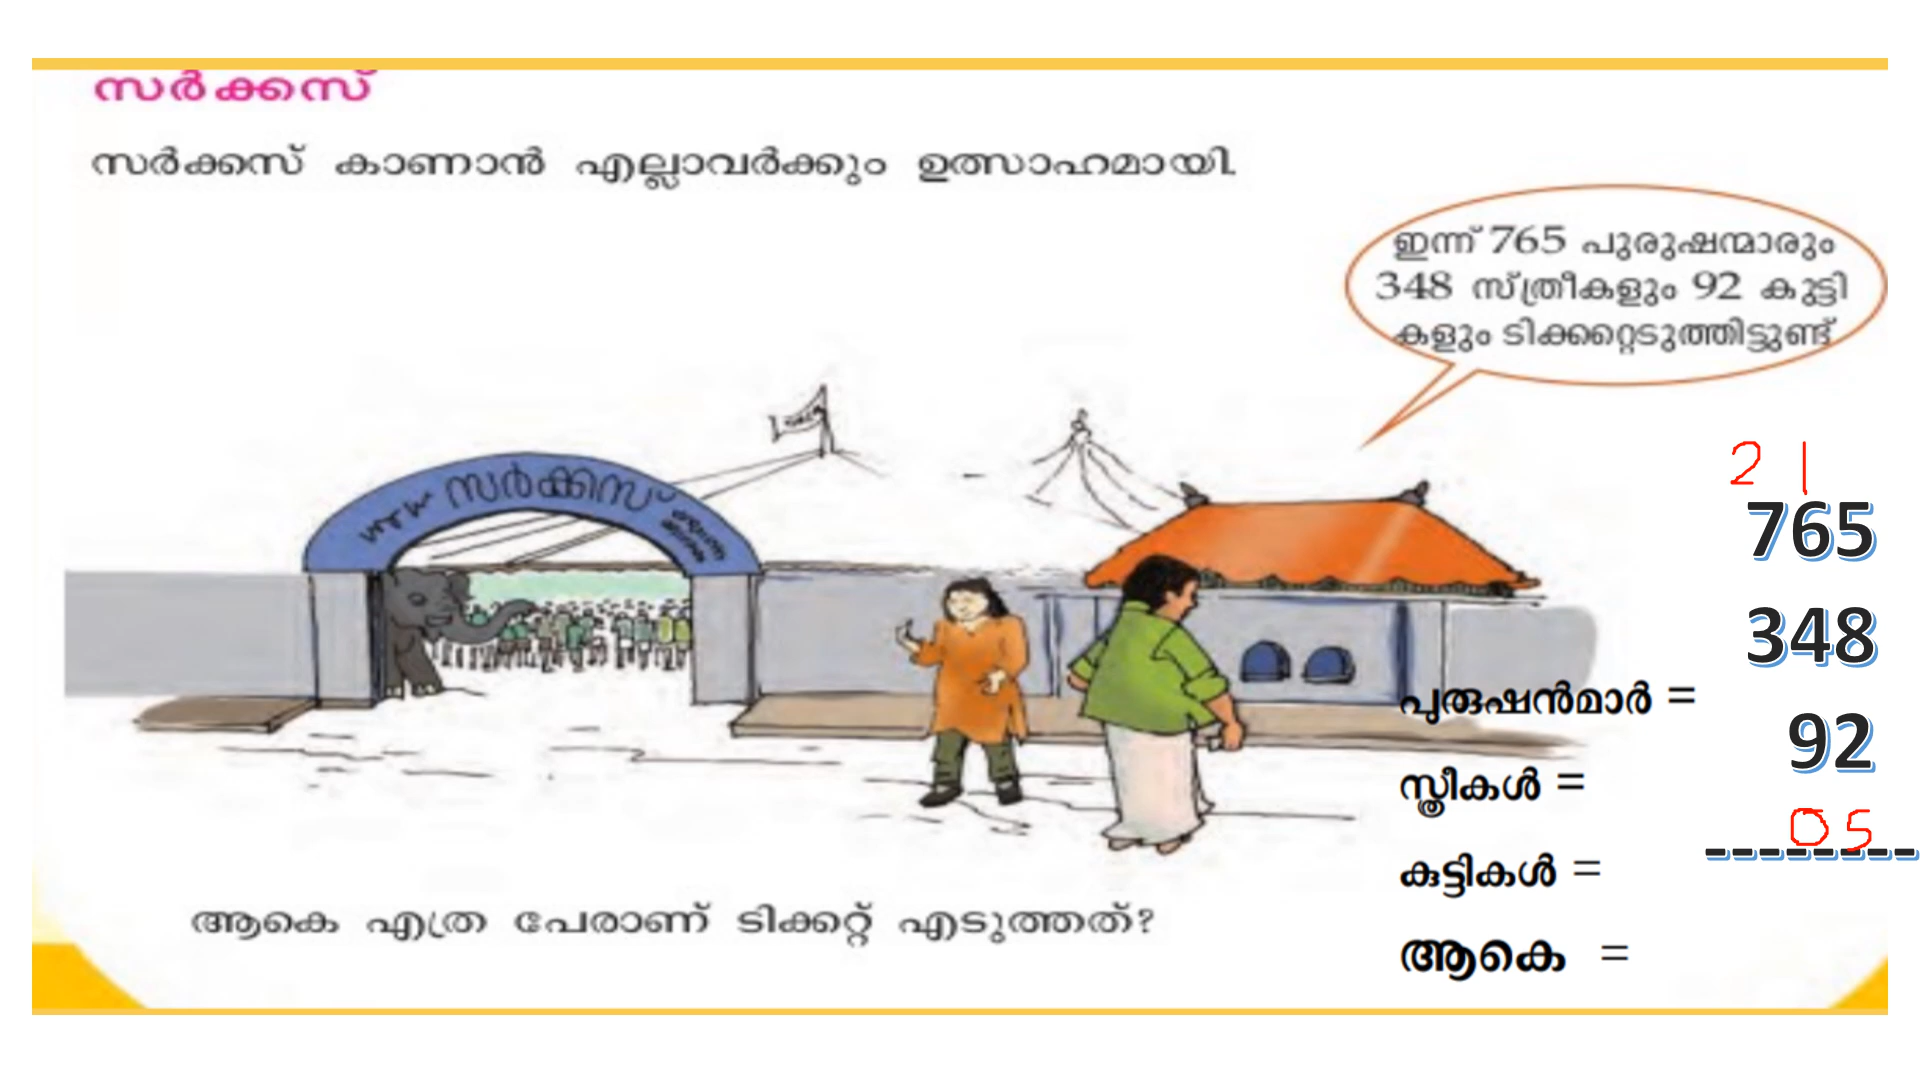 സർക്കസ്
സർക്കസ് കാണാൻ എല്ലാവർക്കും ഉത്സാഹമായി.
ഇന്ന് 765 പുരുഷന്മാരും
348 സ്ത്രീകളും 92 കുട്ടി
കളും ടിക്കറ്റെടുത്തിട്ടുണ്ട്
സർക്കസ്
2 1
765
348
92
05
പുരുഷൻമാർ =
സ്ത്രീകൾ =
കുട്ടികൾ =
ആകെ =
ആകെ എത്ര പേരാണ് ടിക്കറ്റ് എടുത്തത്?